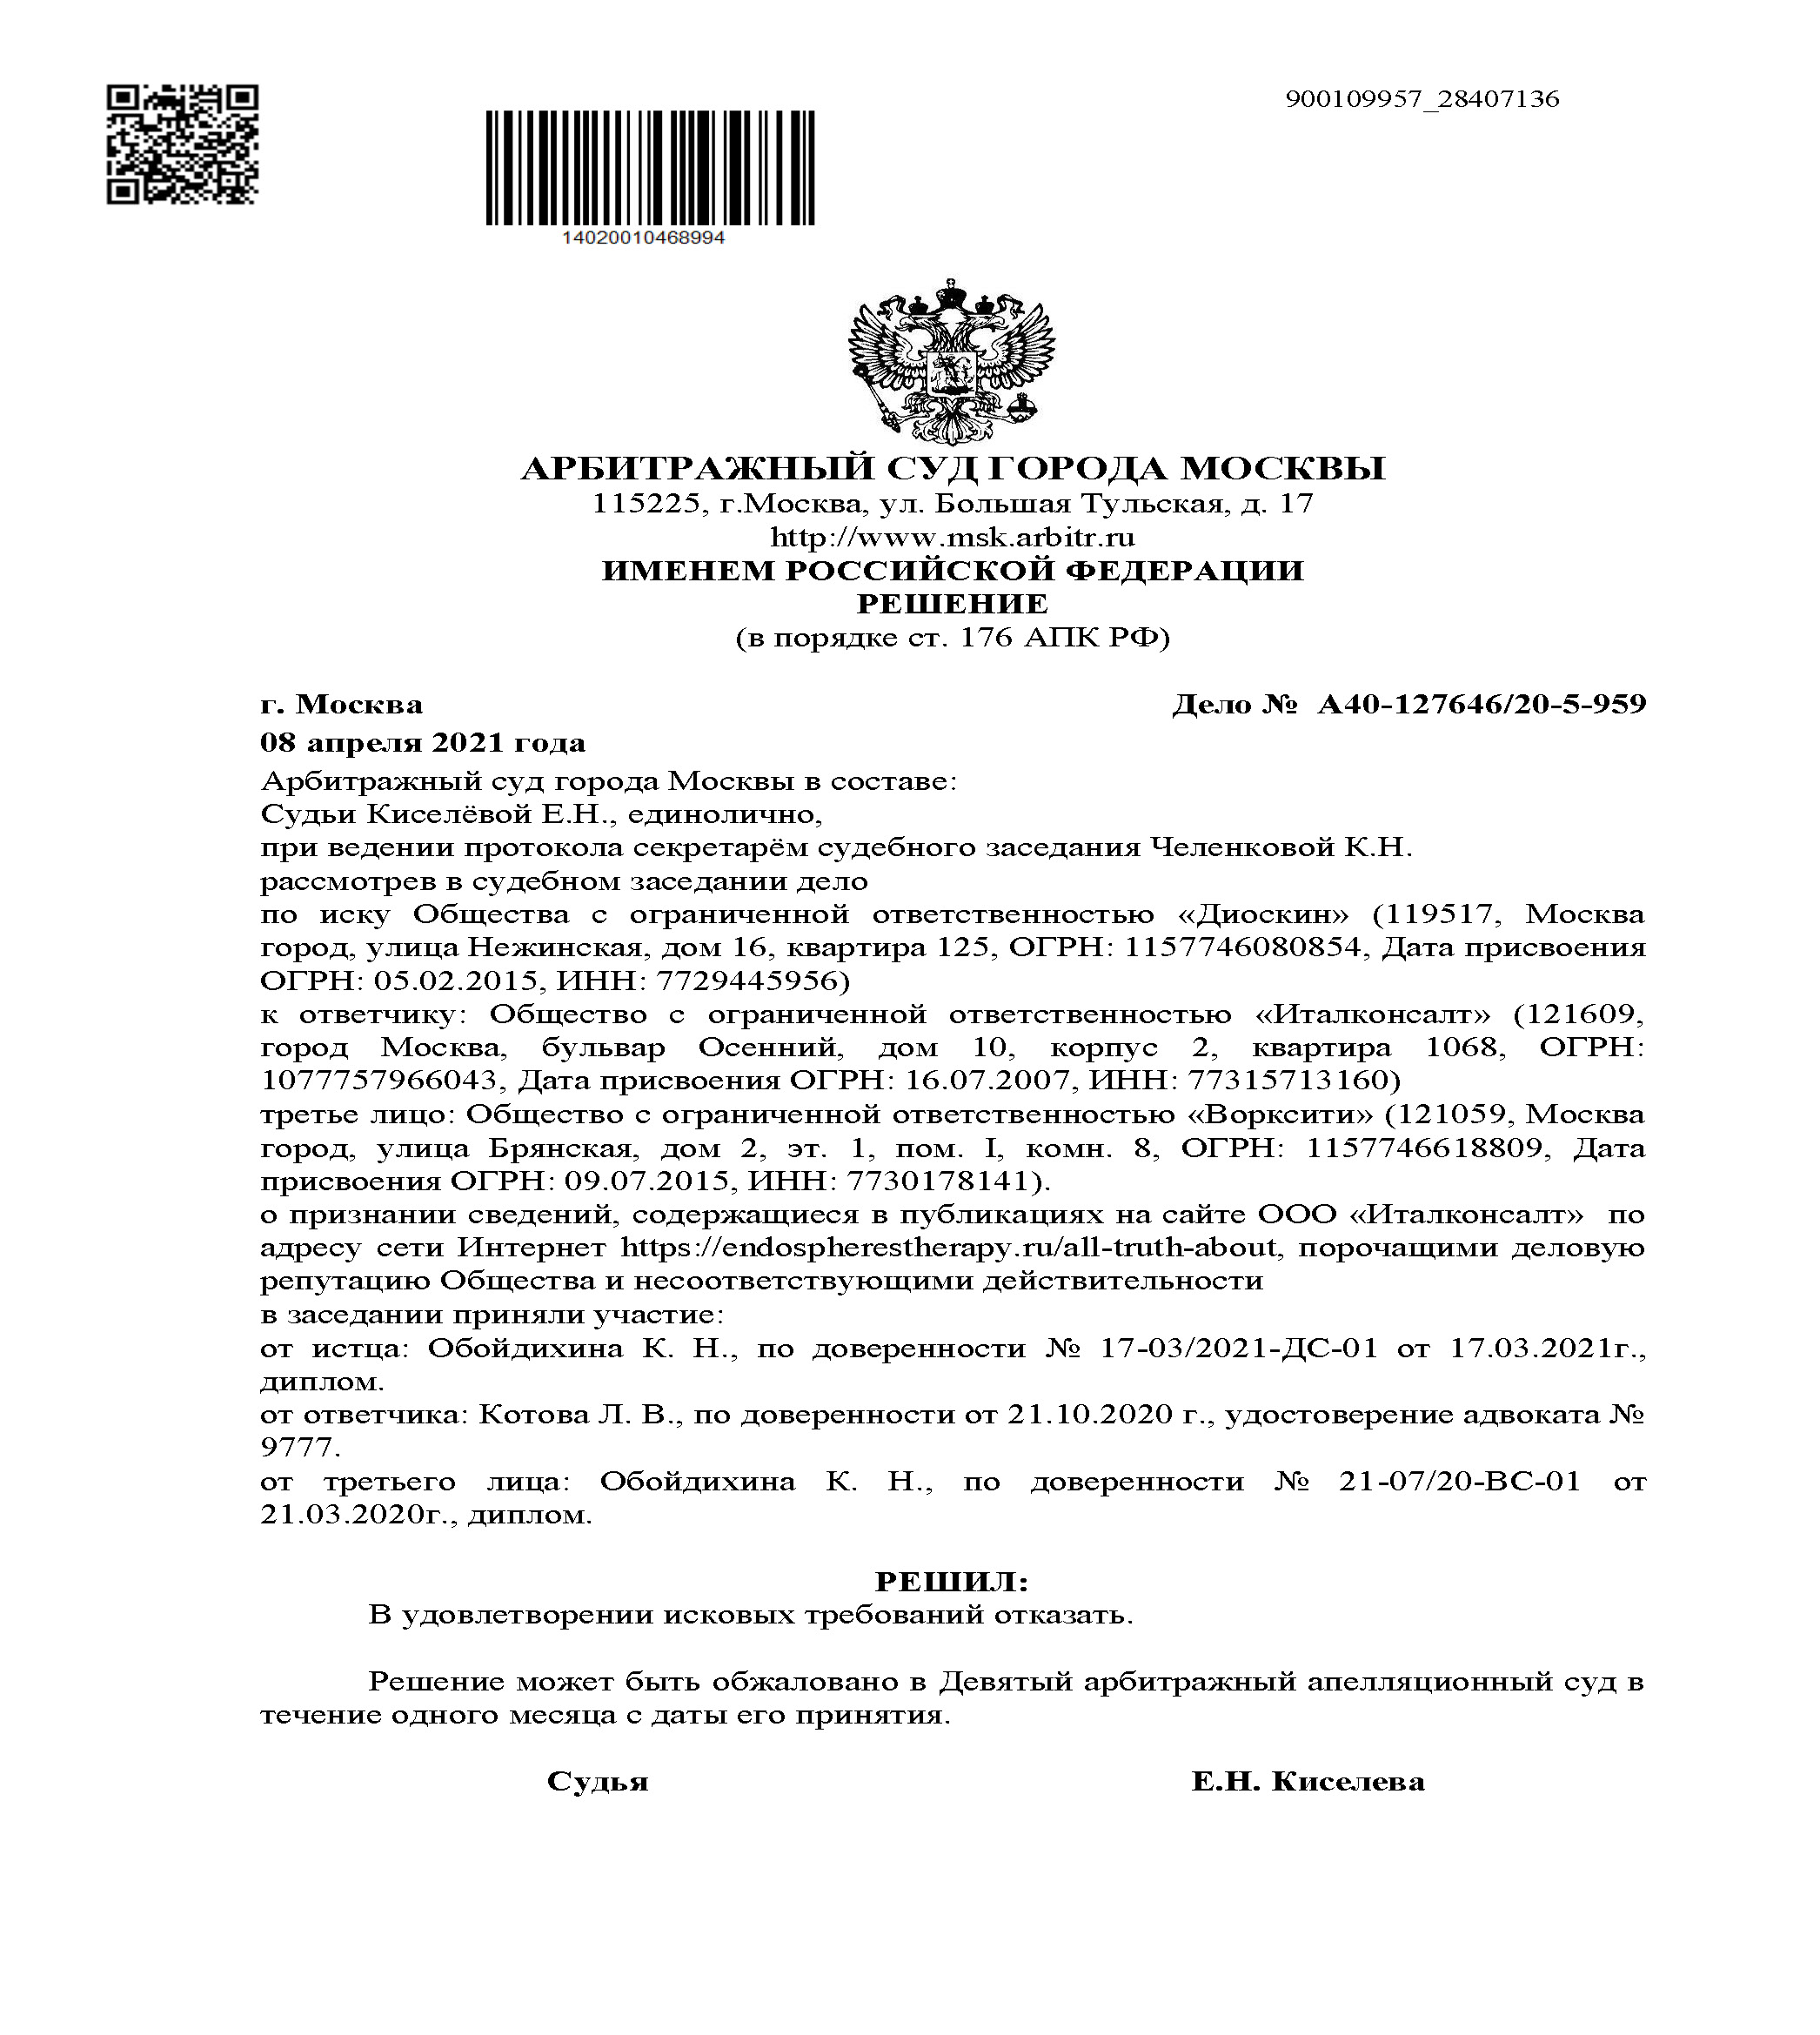 900109957_28407136
14020010468994
АРБИТРАЖНЫЙ СУД ГОРОДА МОСКВЫ
115225, г.Москва, ул. Большая Тульская, д. 17
http://www.msk.arbitr.ru
ИМЕНЕМ РОССИЙСКОЙ ФЕДЕРАЦИИ
РЕШЕНИЕ
(в порядке ст. 176 АПК РФ)
г. Москва Дело № А40-127646/20-5-959
08 апреля 2021 года
Арбитражный суд города Москвы в составе:
Судьи Киселёвой Е.Н., единолично,
при ведении протокола секретарём судебного заседания Челенковой К.Н.
рассмотрев в судебном заседании дело
по иску Общества с ограниченной ответственностью «Диоскин» (119517, Москва
город, улица Нежинская, дом 16, квартира 125, ОГРН: 1157746080854, Дата присвоения
ОГРН: 05.02.2015, ИНН: 7729445956)
к ответчику: Общество с ограниченной ответственностью «Италконсалт» (121609,
город Москва, бульвар Осенний, дом 10, корпус 2, квартира 1068, ОГРН:
1077757966043, Дата присвоения ОГРН: 16.07.2007, ИНН: 77315713160)
третье лицо: Общество с ограниченной ответственностью «Ворксити» (121059, Москва
город, улица Брянская, дом 2, эт. 1, пом. I, комн. 8, ОГРН: 1157746618809, Дата
присвоения ОГРН: 09.07.2015, ИНН: 7730178141).
о признании сведений, содержащиеся в публикациях на сайте ООО «Италконсалт» по
адресу сети Интернет https://endospherestherapy.ru/all-truth-about, порочащими деловую
репутацию Общества и несоответствующими действительности
в заседании приняли участие:
от истца: Обойдихина К. Н., по доверенности № 17-03/2021-ДС-01 от 17.03.2021г.,
диплом.
от ответчика: Котова Л. В., по доверенности от 21.10.2020 г., удостоверение адвоката №
9777.
от третьего лица: Обойдихина К. Н., по доверенности № 21-07/20-ВС-01 от
21.03.2020г., диплом.
РЕШИЛ:
В удовлетворении исковых требований отказать.
Решение может быть обжаловано в Девятый арбитражный апелляционный суд в
течение одного месяца с даты его принятия.
Судья Е.Н. Киселева